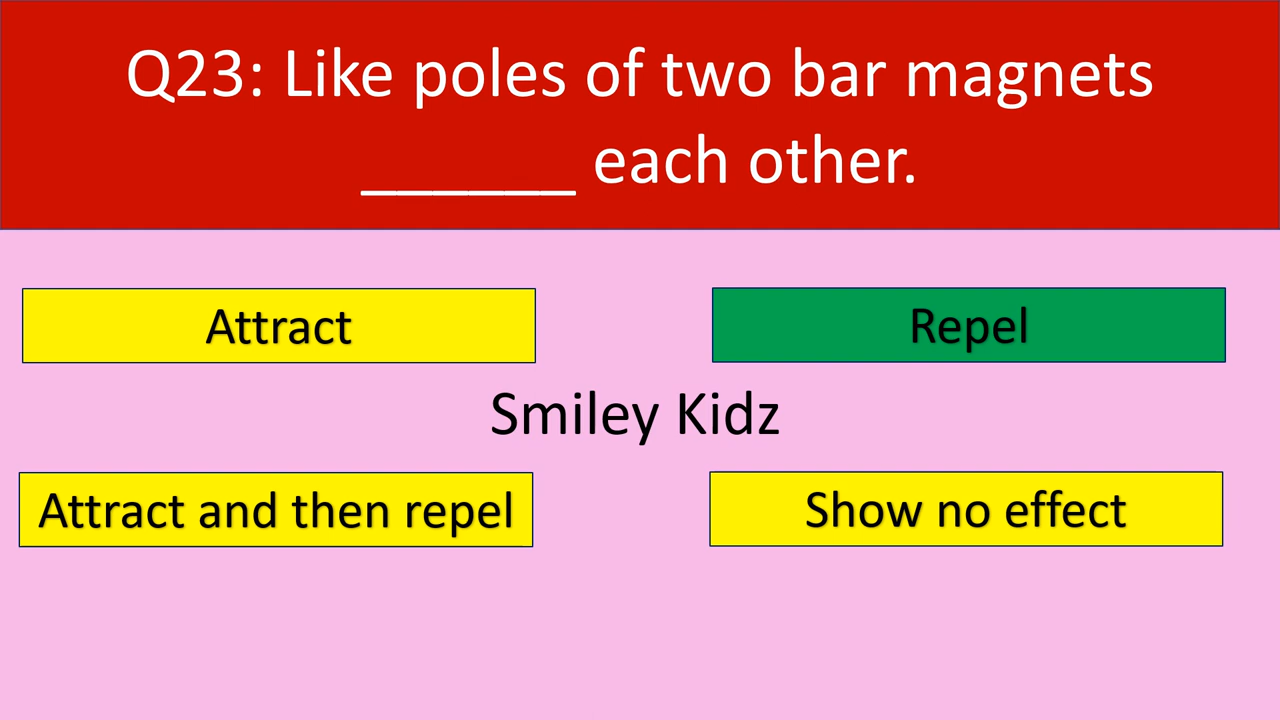 Q23: Like poles of two bar magnets
______ each other.
Attract
Repel
Smiley Kidz
Attract and then repel
Show no effect